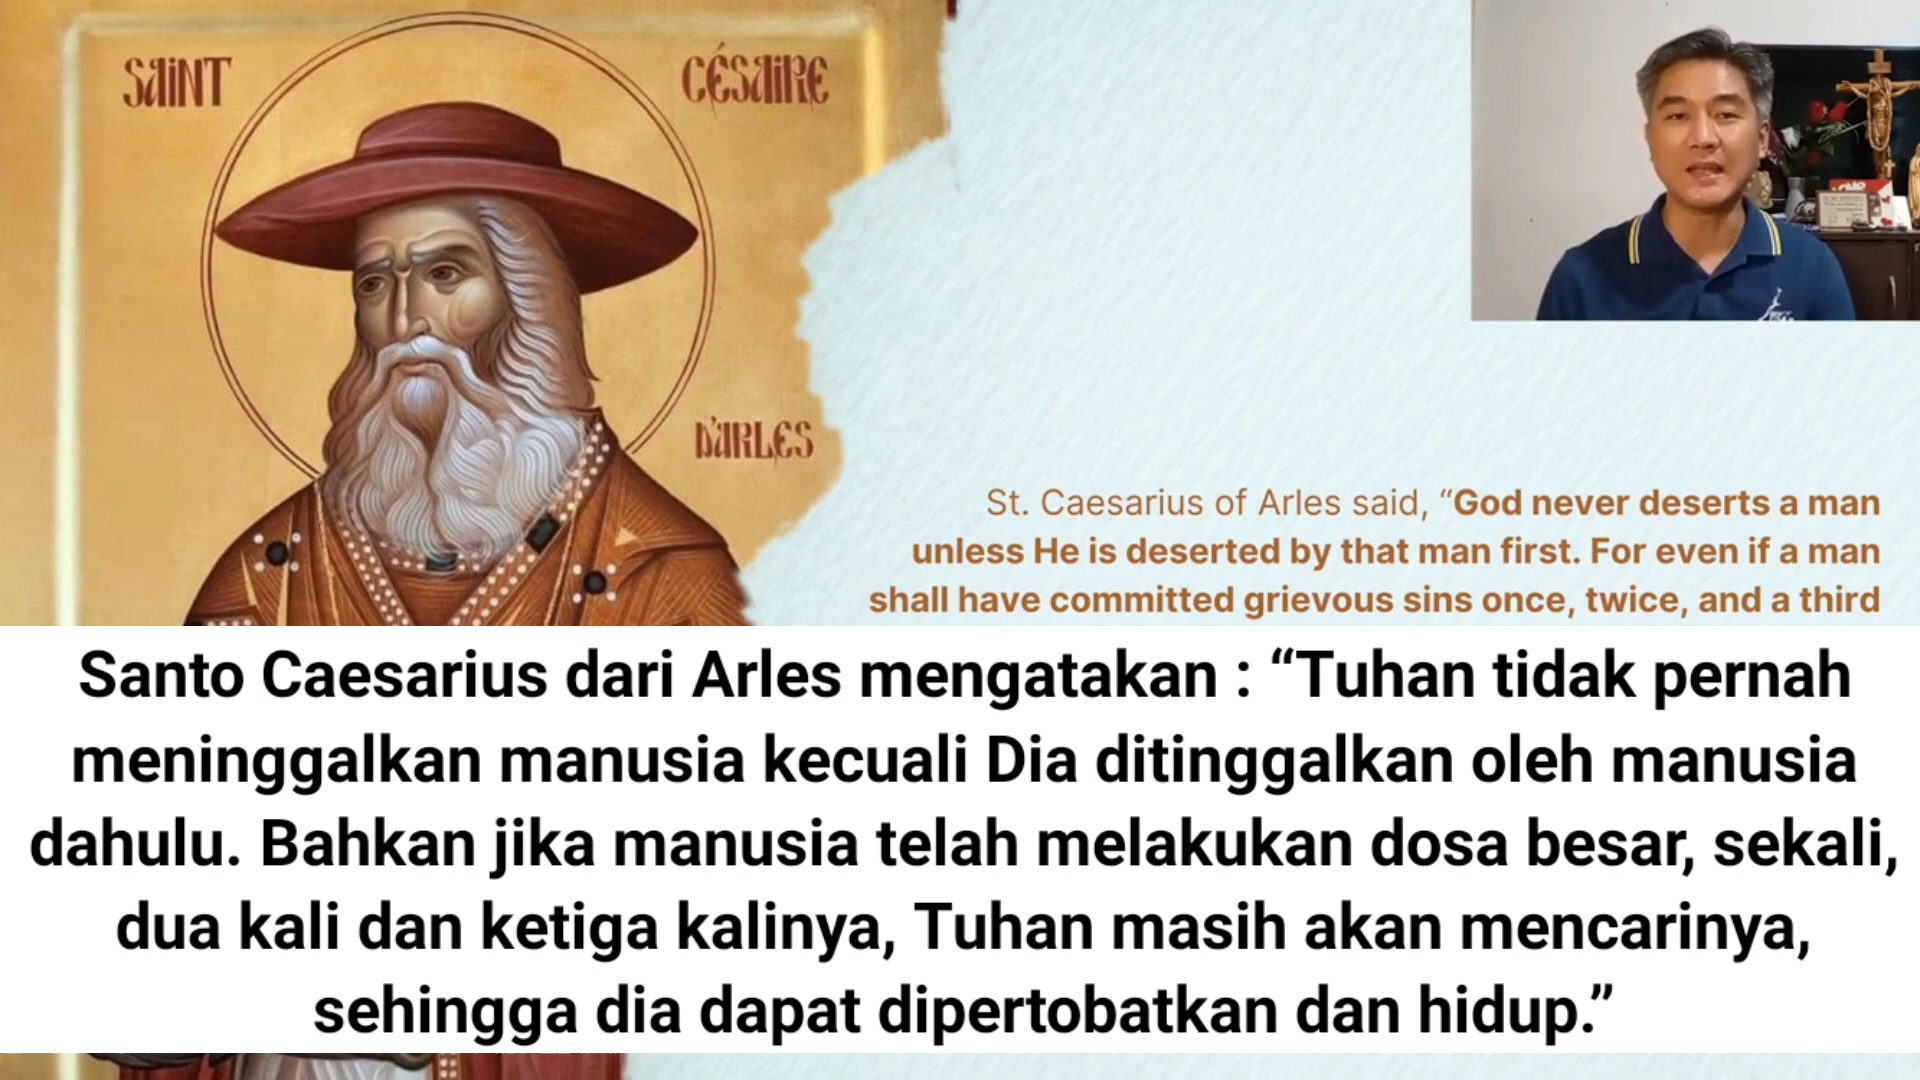 SAINT CÉSAIRE
D'ARLES
St. Caesarius of Arles said, “God never deserts a man
unless He is deserted by that man first. For even if a man
shall have committed grievous sins once, twice, and a third
Santo Caesarius dari Arles mengatakan : “Tuhan tidak pernah
meninggalkan manusia kecuali Dia ditinggalkan oleh manusia
dahulu. Bahkan jika manusia telah melakukan dosa besar, sekali,
dua kali dan ketiga kalinya, Tuhan masih akan mencarinya,
sehingga dia dapat dipertobatkan dan hidup.”